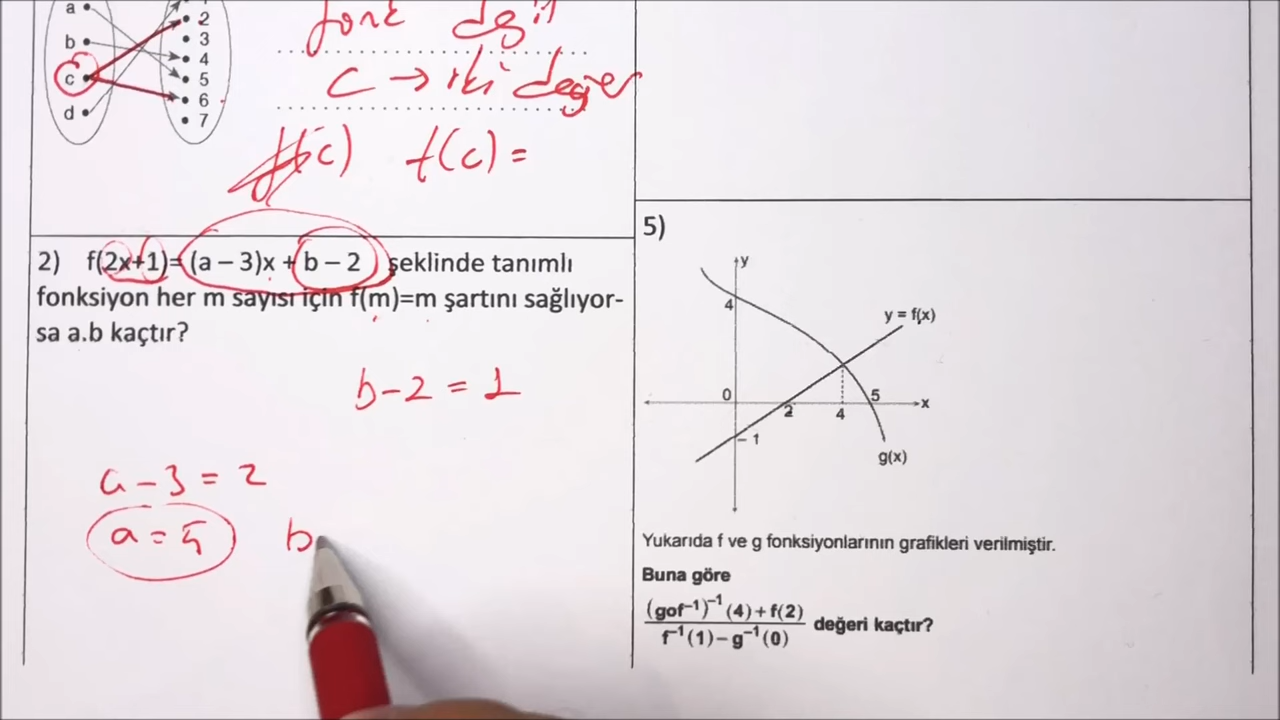 a
b
c
d
2
3
4
5
6
7
fonk değil
c → iki değer
f(c) f(c) =
2) f(2x+1)=(a – 3)x + b – 2 şeklinde tanımlı
fonksiyon her m sayısı için f(m)=m şartını sağlıyor-
sa a.b kaçtır?
b-2 = 1
a-3 = 2
a = 5 b
5)
y
4
y = f(x)
0
2
4
5
x
– 1
g(x)
Yukarıda f ve g fonksiyonlarının grafikleri verilmiştir.
Buna göre
(gof⁻¹)⁻¹(4)+f(2)
f⁻¹(1)–g⁻¹(0) değeri kaçtır?